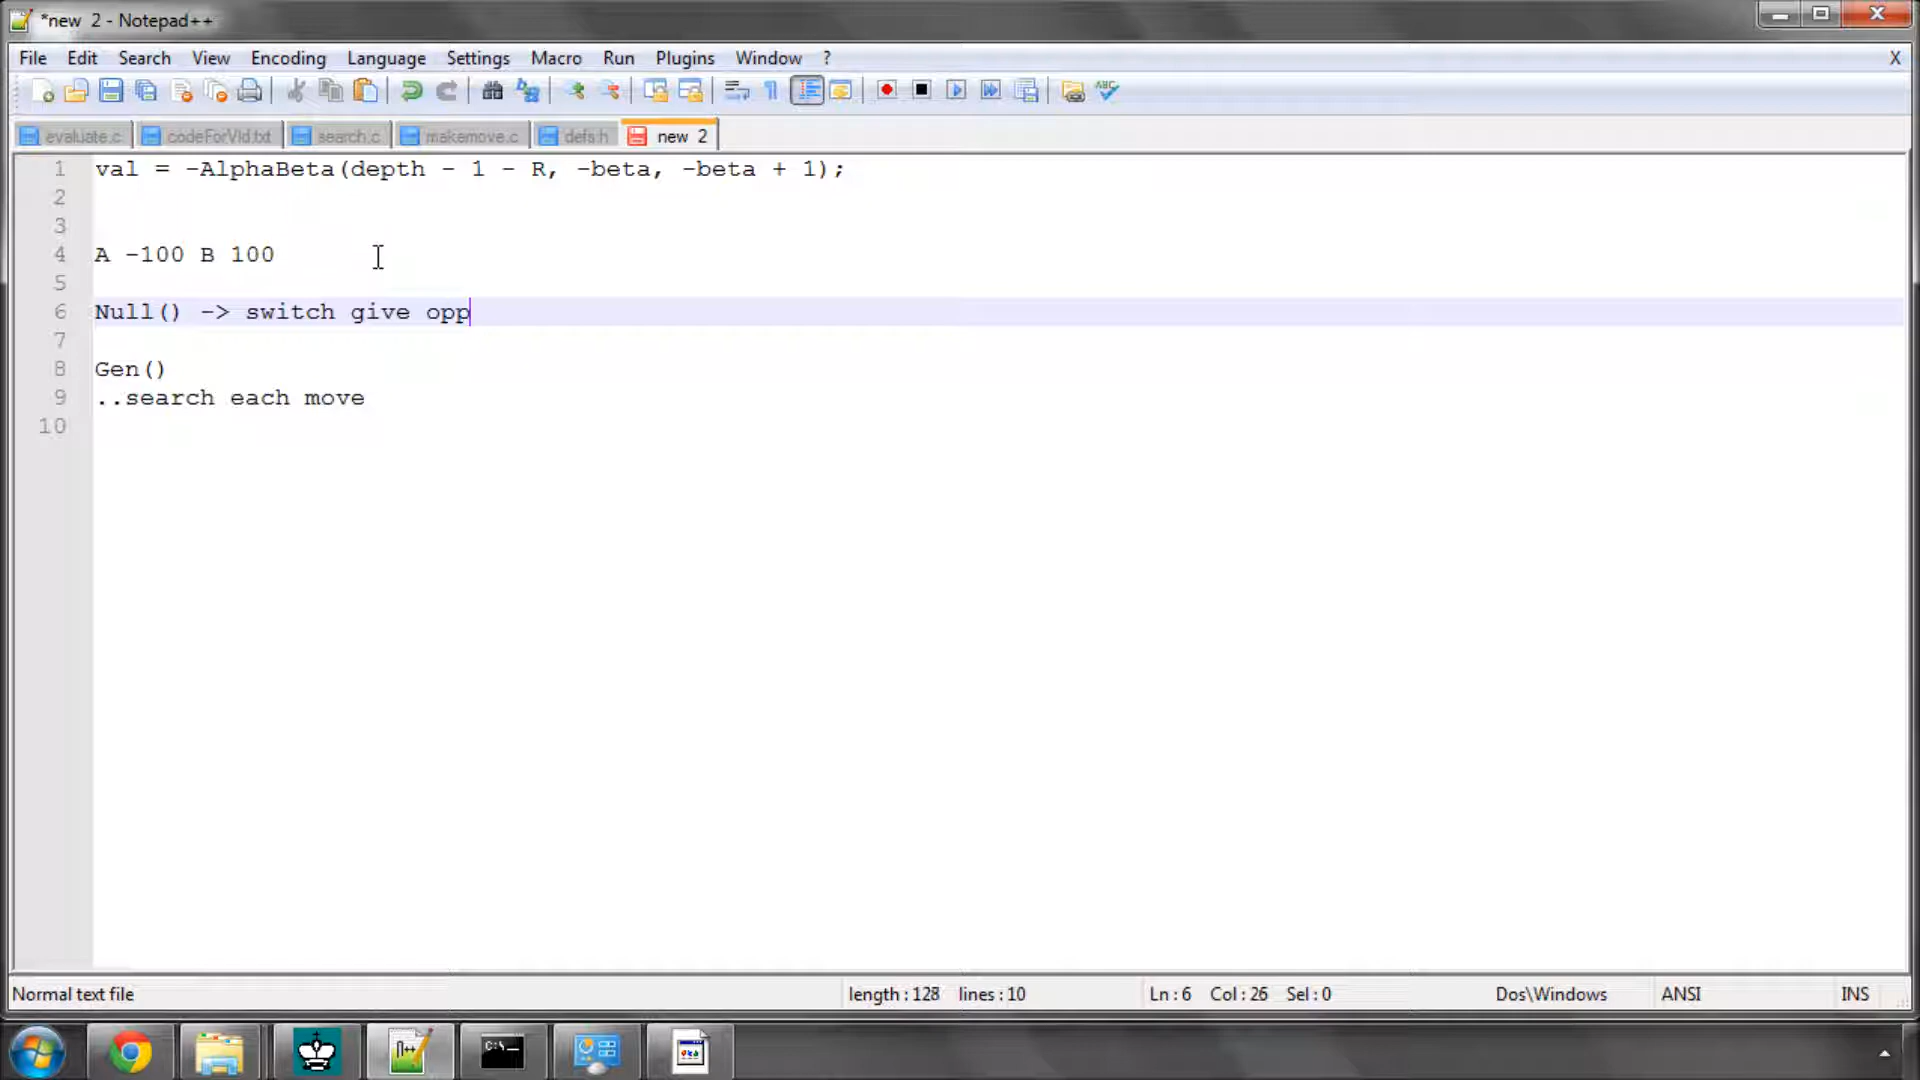 *new  2 - Notepad++
File Edit Search View Encoding Language Settings Macro Run Plugins Window ? X
evaluate.c codeForVid.txt search.c makemove.c defs.h new 2
1 val = -AlphaBeta(depth - 1 - R, -beta, -beta + 1);
2
3
4 A -100 B 100
5
6 Null() -> switch give opp
7
8 Gen()
9 ..search each move
10
Normal text file length : 128 lines : 10 Ln : 6 Col : 26 Sel : 0 Dos\Windows ANSI INS